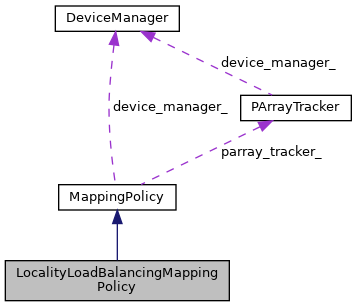 DeviceManager
device_manager_
PArrayTracker
device_manager_
parray_tracker_
MappingPolicy
LocalityLoadBalancingMapping
Policy